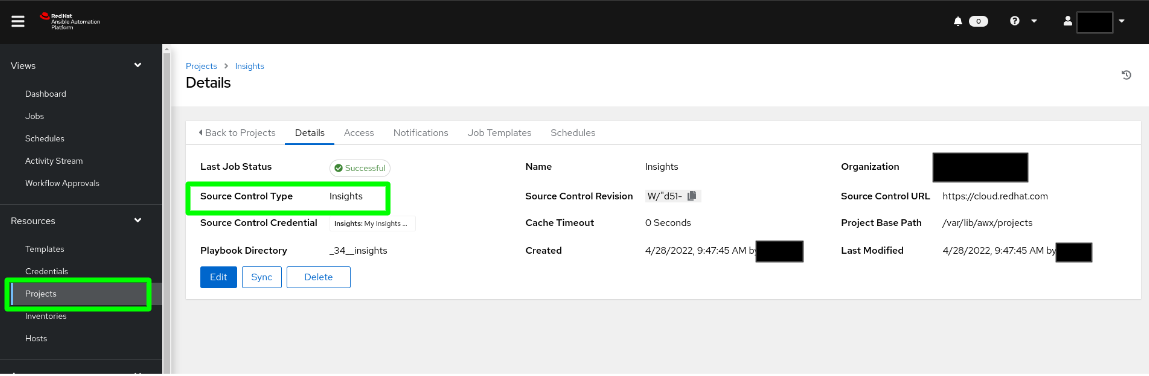 Red Hat
Ansible Automation
Platform
0
Views
Dashboard
Jobs
Schedules
Activity Stream
Workflow Approvals
Resources
Templates
Credentials
Projects
Inventories
Hosts
Projects > Insights
Details
Back to Projects Details Access Notifications Job Templates Schedules
Last Job Status Successful Name Insights Organization
Source Control Type Insights Source Control Revision W/"d51- Source Control URL https://cloud.redhat.com
Source Control Credential Insights: My Insights ... Cache Timeout 0 Seconds Project Base Path /var/lib/awx/projects
Playbook Directory _34__insights Created 4/28/2022, 9:47:45 AM by Last Modified 4/28/2022, 9:47:45 AM by
Edit Sync Delete